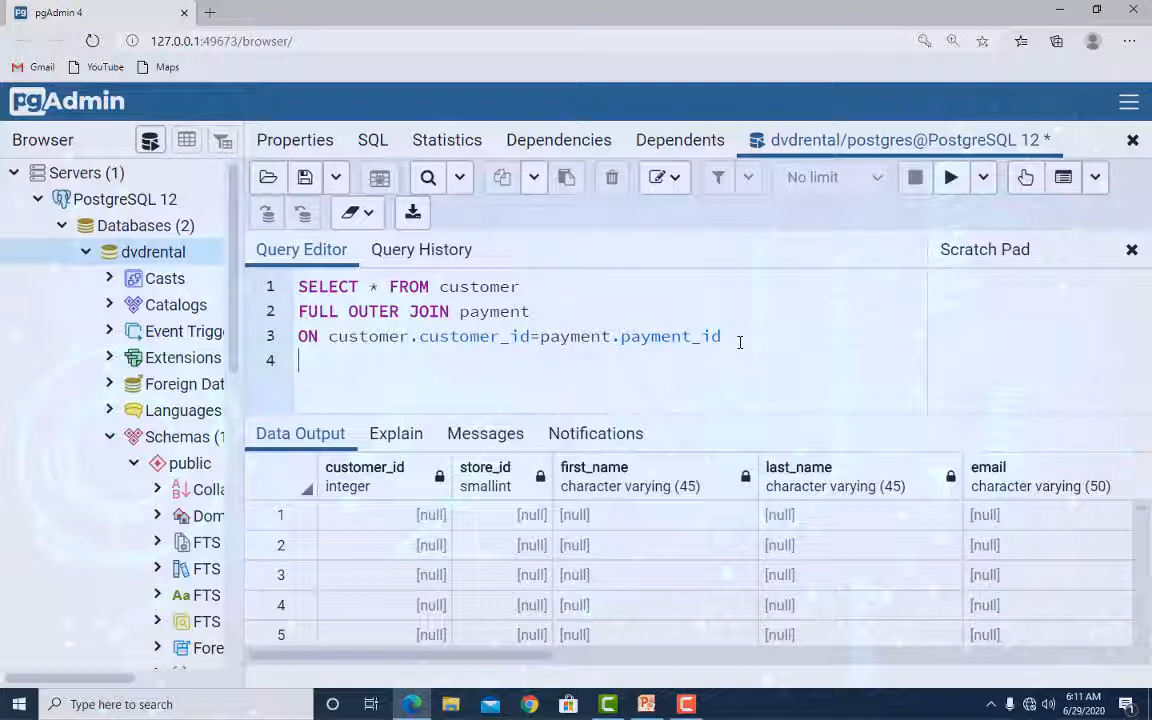 pgAdmin 4
127.0.0.1:49673/browser/
Gmail YouTube Maps
pgAdmin
Browser
Properties SQL Statistics Dependencies Dependents dvdrental/postgres@PostgreSQL 12 *
Servers (1)
PostgreSQL 12
Databases (2)
dvdrental
Casts
Catalogs
Event Trigg
Extensions
Foreign Dat
Languages
Schemas (1
public
Colla
Dom
FTS
FTS
Aa FTS
FTS
Fore
No limit
Query Editor Query History Scratch Pad
1 SELECT * FROM customer
2 FULL OUTER JOIN payment
3 ON customer.customer_id=payment.payment_id
4
Data Output Explain Messages Notifications
customer_id store_id first_name last_name email
integer smallint character varying (45) character varying (45) character varying (50)
1 [null] [null] [null] [null] [null]
2 [null] [null] [null] [null] [null]
3 [null] [null] [null] [null] [null]
4 [null] [null] [null] [null] [null]
5 [null] [null] [null] [null] [null]
Type here to search
6:11 AM
6/29/2020